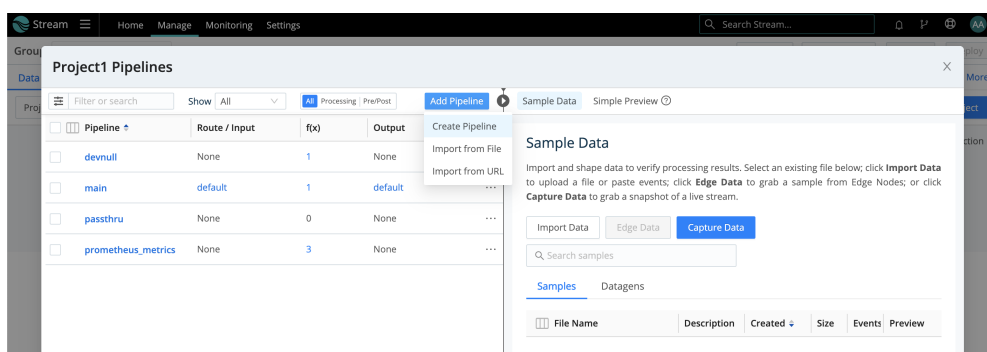 Stream Home Manage Monitoring Settings Search Stream... AA
Group
Project1 Pipelines
Data
More
Filter or search Show All All Processing Pre/Post Add Pipeline Sample Data Simple Preview
Pipeline Route / Input f(x) Output
Create Pipeline
Import from File
Import from URL
devnull None 1 None
main default 1 default ...
passthru None 0 None ...
prometheus_metrics None 3 None ...
Sample Data
Import and shape data to verify processing results. Select an existing file below; click Import Data
to upload a file or paste events; click Edge Data to grab a sample from Edge Nodes; or click
Capture Data to grab a snapshot of a live stream.
Import Data Edge Data Capture Data
Search samples
Samples Datagens
File Name Description Created Size Events Preview